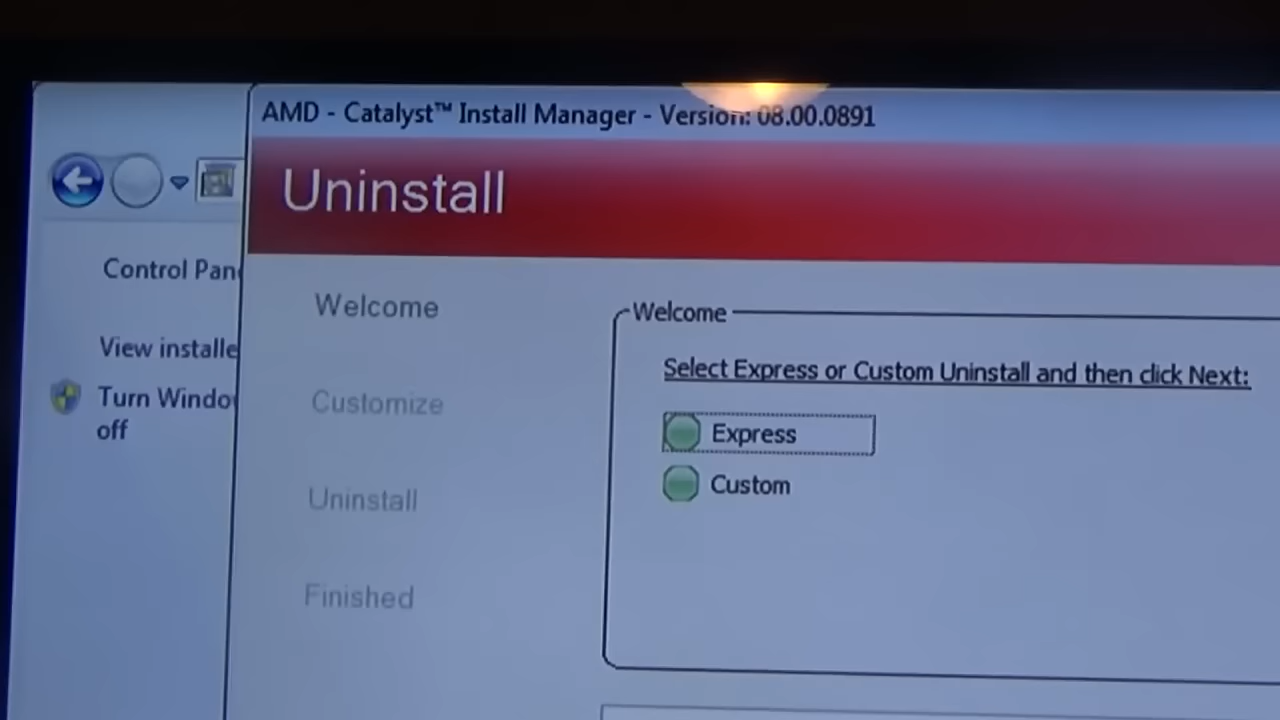 AMD - Catalyst™ Install Manager - Version: 08.00.0891
Uninstall
Control Pan
View installe
Turn Windo
off
Welcome
Customize
Uninstall
Finished
Welcome
Select Express or Custom Uninstall and then click Next:
Express
Custom